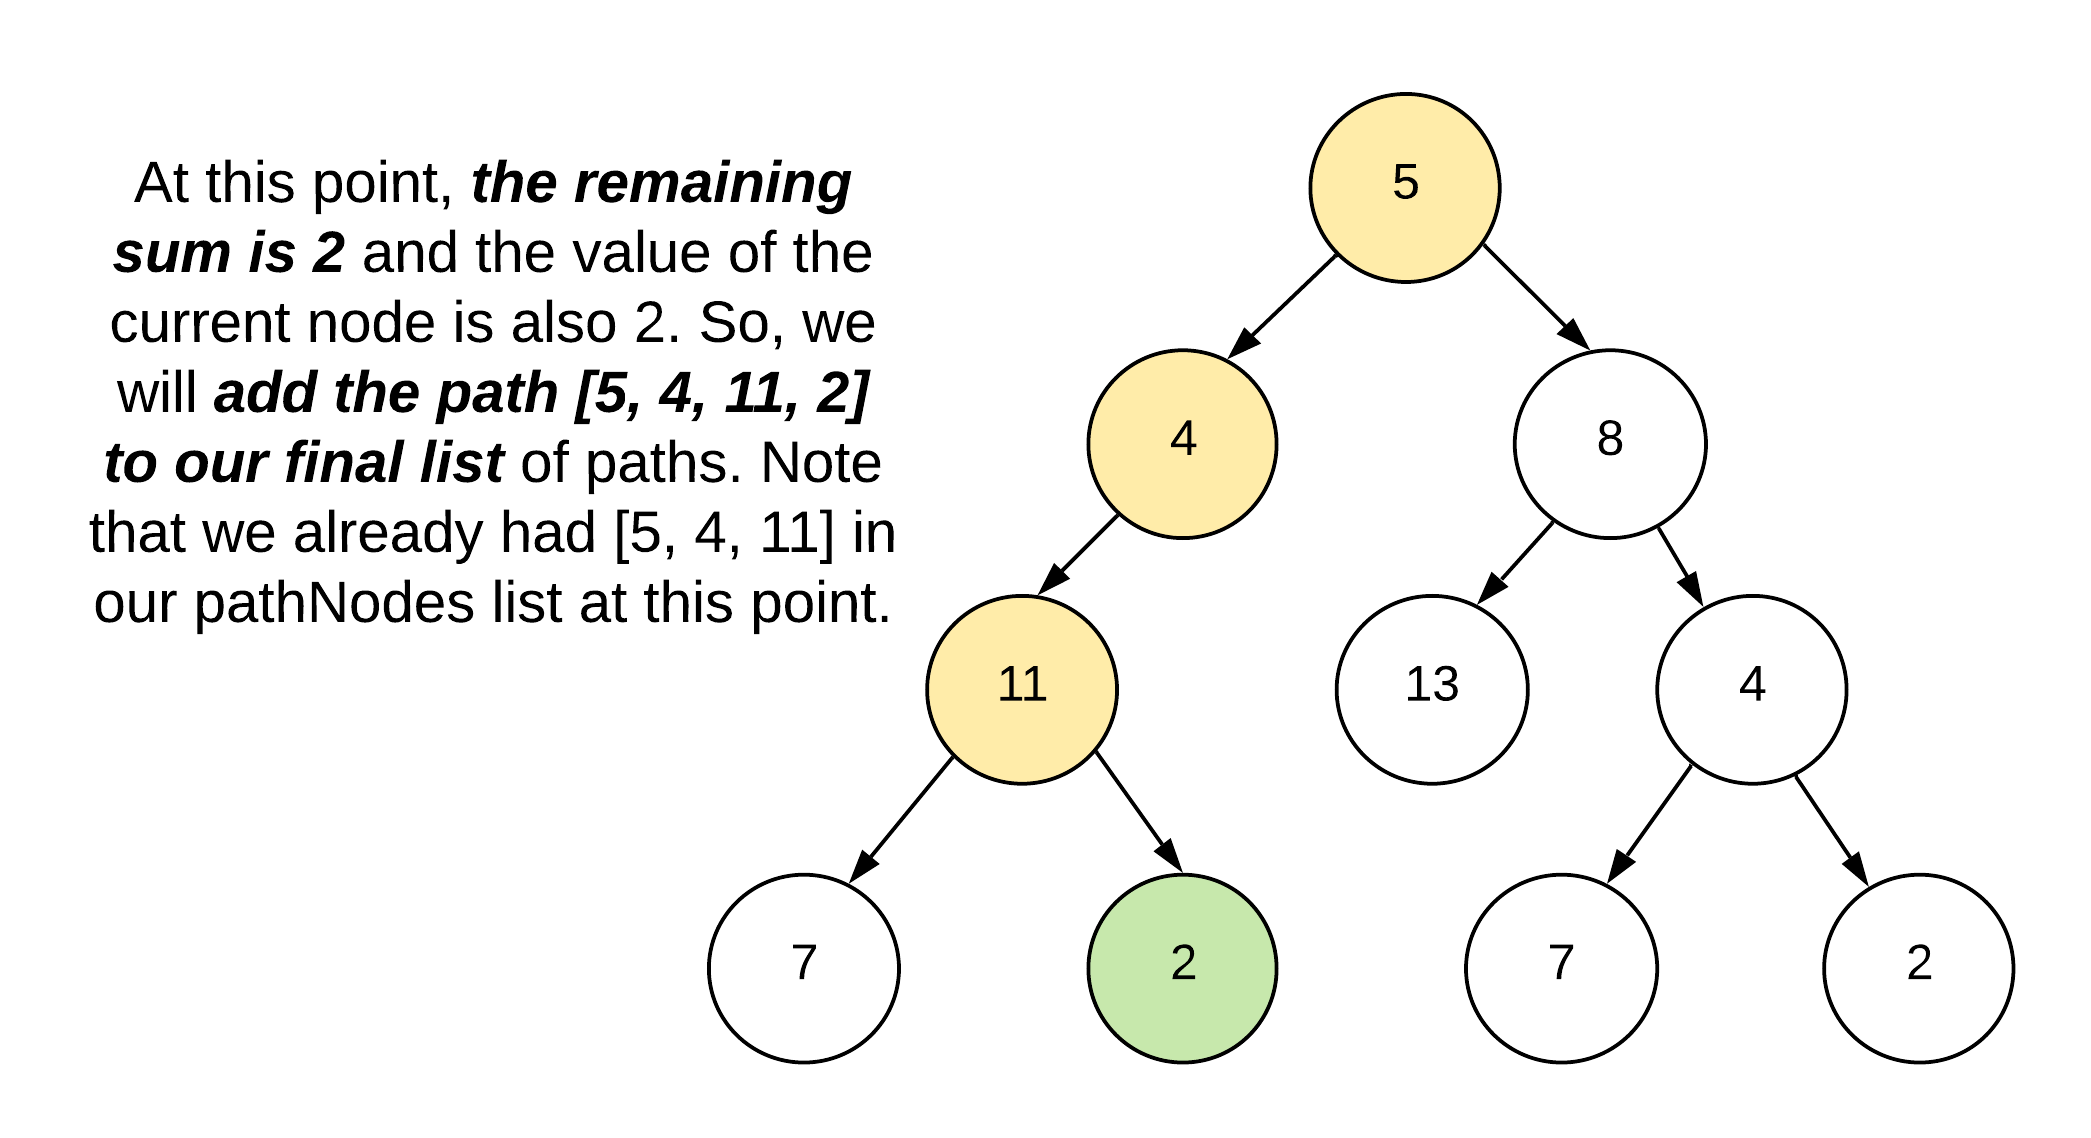 At this point, the remaining
sum is 2 and the value of the
current node is also 2. So, we
will add the path [5, 4, 11, 2]
to our final list of paths. Note
that we already had [5, 4, 11] in
our pathNodes list at this point.
5
4
8
11
13
4
7
2
7
2